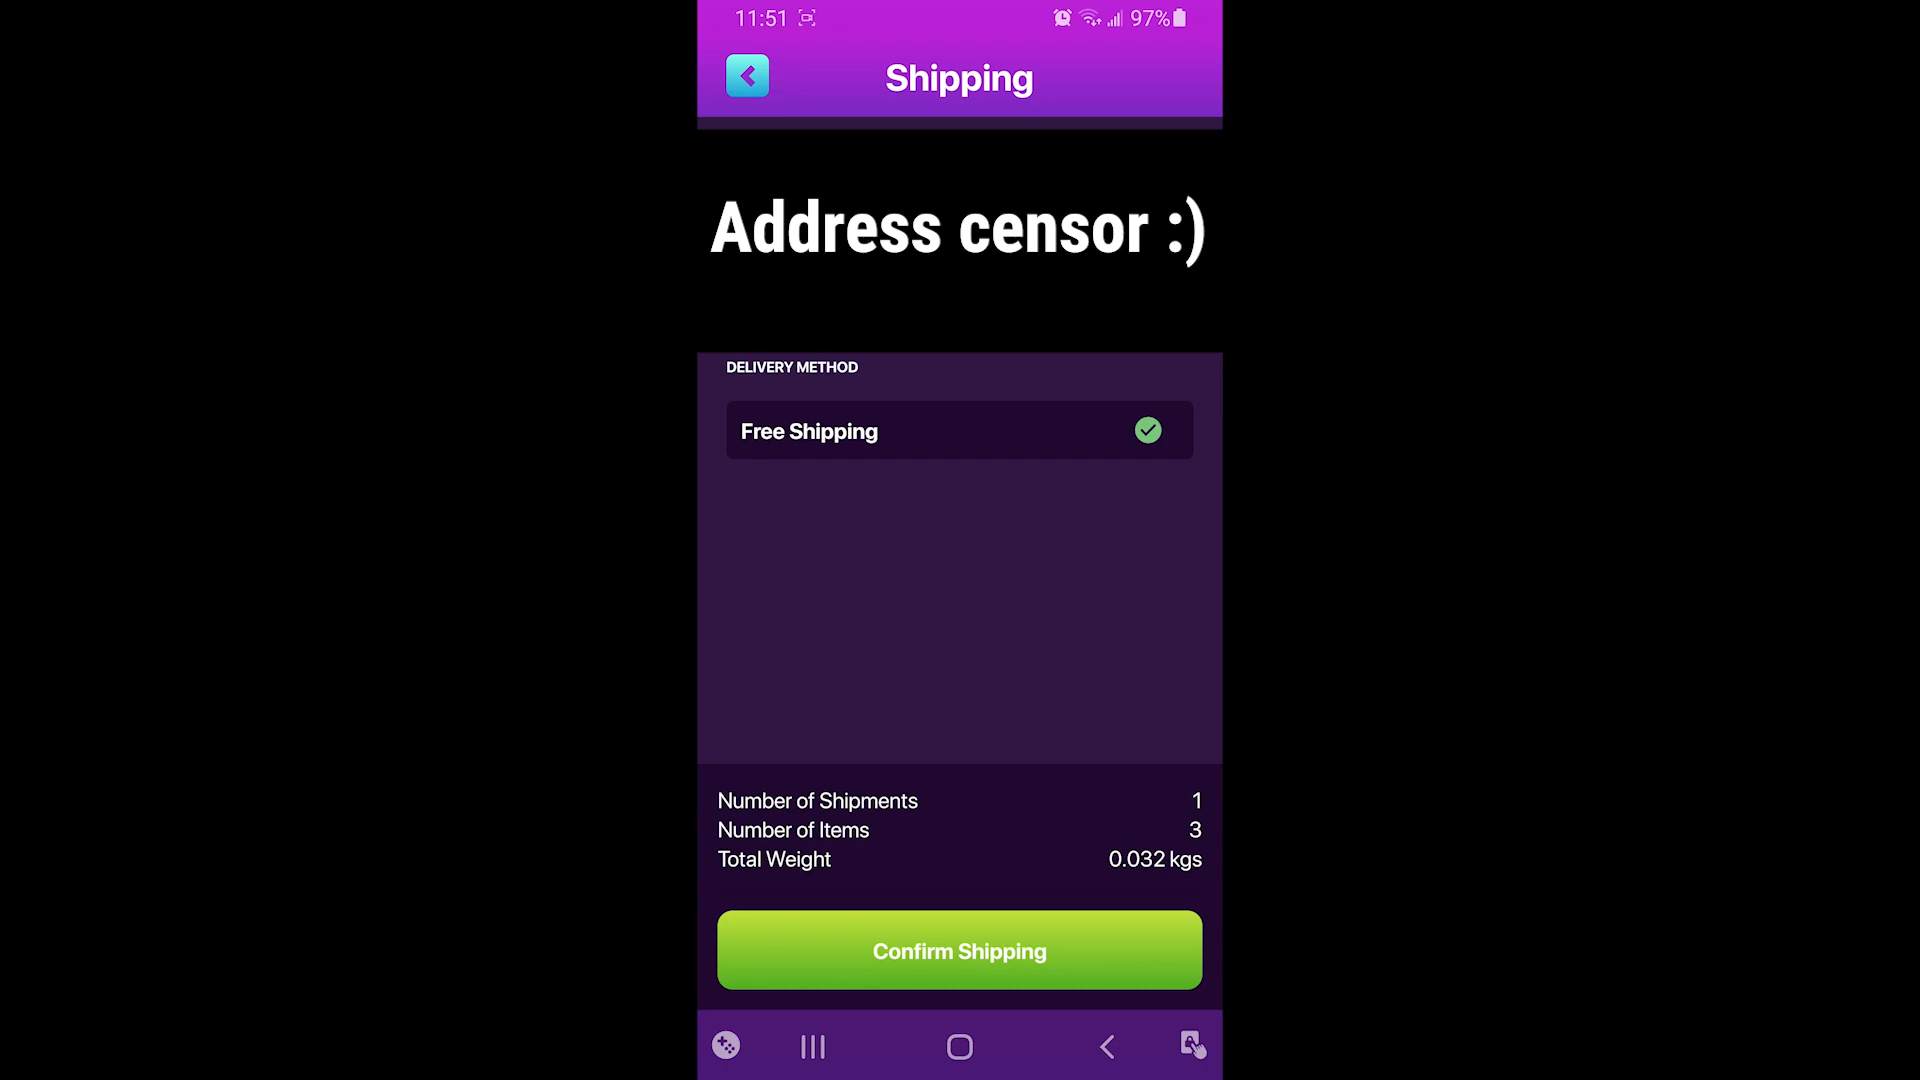 11:51
97%
Shipping
Address censor :)
DELIVERY METHOD
Free Shipping
Number of Shipments 1
Number of Items 3
Total Weight 0.032 kgs
Confirm Shipping